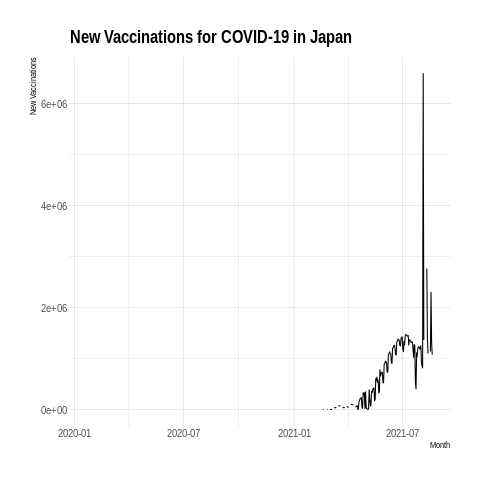 New Vaccinations for COVID-19 in Japan
New Vaccinations
6e+06
4e+06
2e+06
0e+00
2020-01
2020-07
2021-01
2021-07
Month